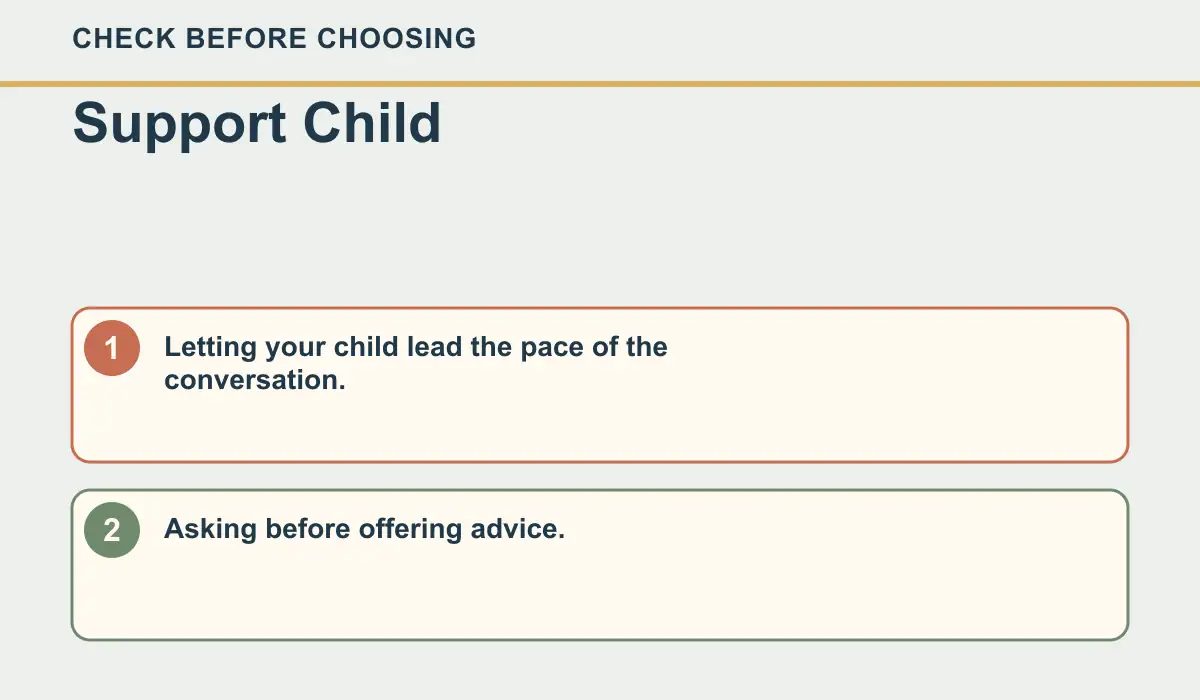 CHECK BEFORE CHOOSING
Support Child
1
Letting your child lead the pace of the
conversation.
2
Asking before offering advice.